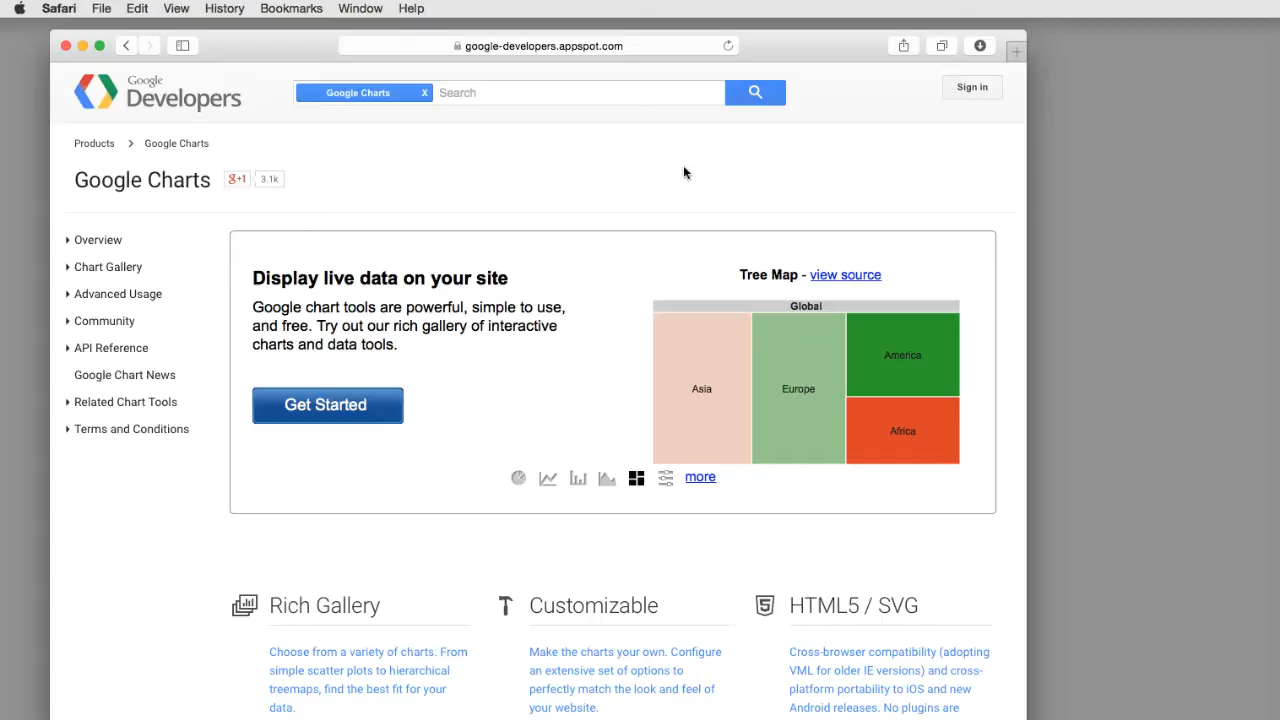 Safari File Edit View History Bookmarks Window Help
google-developers.appspot.com
Google Developers
Google Charts x Search
Sign in
Products Google Charts
Google Charts g+1 3.1k
Overview
Chart Gallery
Advanced Usage
Community
API Reference
Google Chart News
Related Chart Tools
Terms and Conditions
Display live data on your site
Google chart tools are powerful, simple to use,
and free. Try out our rich gallery of interactive
charts and data tools.
Get Started
Tree Map - view source
Global
Asia
Europe
America
Africa
more
Rich Gallery
Choose from a variety of charts. From
simple scatter plots to hierarchical
treemaps, find the best fit for your
data.
Customizable
Make the charts your own. Configure
an extensive set of options to
perfectly match the look and feel of
your website.
HTML5 / SVG
Cross-browser compatibility (adopting
VML for older IE versions) and cross-
platform portability to iOS and new
Android releases. No plugins are